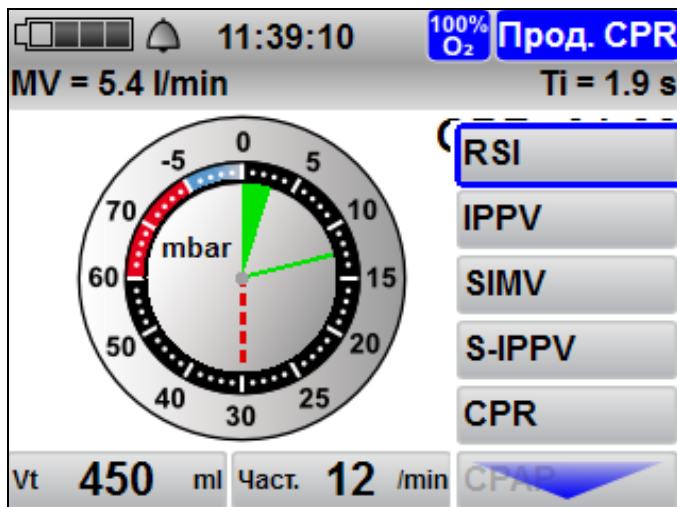 11:39:10 100% O₂ Прод. CPR
MV = 5.4 l/min Ti = 1.9 s
0
-5 5
70 10
mbar
60 15
50 20
40 25
30
RSI
IPPV
SIMV
S-IPPV
CPR
CPAP
Vt 450 ml Част. 12 /min